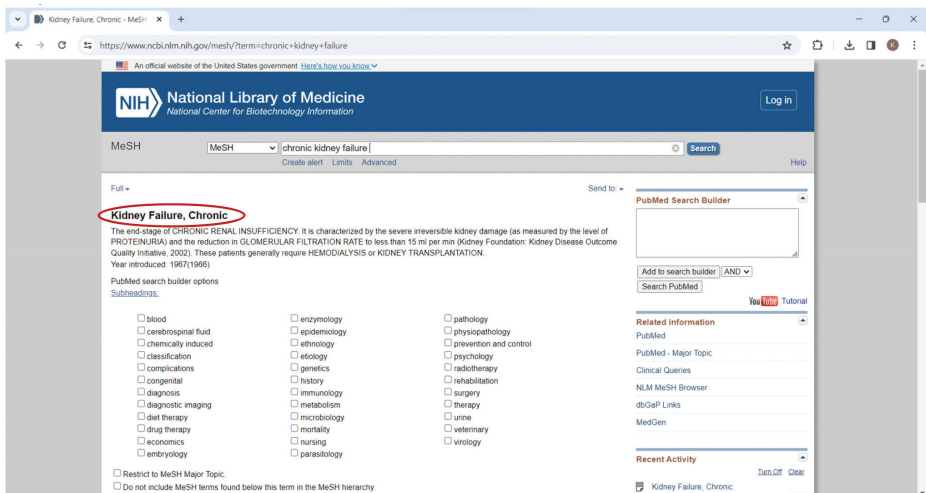 Kidney Failure, Chronic - MeSH
https://www.ncbi.nlm.nih.gov/mesh/?term=chronic+kidney+failure
K
An official website of the United States government Here's how you know
NIH
National Library of Medicine
National Center for Biotechnology Information
Log in
MeSH
MeSH
chronic kidney failure
Search
Create alert Limits Advanced
Help
Full
Send to:
Kidney Failure, Chronic
The end-stage of CHRONIC RENAL INSUFFICIENCY. It is characterized by the severe irreversible kidney damage (as measured by the level of
PROTEINURIA) and the reduction in GLOMERULAR FILTRATION RATE to less than 15 ml per min (Kidney Foundation: Kidney Disease Outcome
Quality Initiative, 2002). These patients generally require HEMODIALYSIS or KIDNEY TRANSPLANTATION.
Year introduced: 1967(1966)
PubMed search builder options
Subheadings:
blood
cerebrospinal fluid
chemically induced
classification
complications
congenital
diagnosis
diagnostic imaging
diet therapy
drug therapy
economics
embryology
enzymology
epidemiology
ethnology
etiology
genetics
history
immunology
metabolism
microbiology
mortality
nursing
parasitology
pathology
physiopathology
prevention and control
psychology
radiotherapy
rehabilitation
surgery
therapy
urine
veterinary
virology
Restrict to MeSH Major Topic.
Do not include MeSH terms found below this term in the MeSH hierarchy.
PubMed Search Builder
Add to search builder AND
Search PubMed
YouTube Tutorial
Related information
PubMed
PubMed - Major Topic
Clinical Queries
NLM MeSH Browser
dbGaP Links
MedGen
Recent Activity
Turn Off Clear
Kidney Failure, Chronic